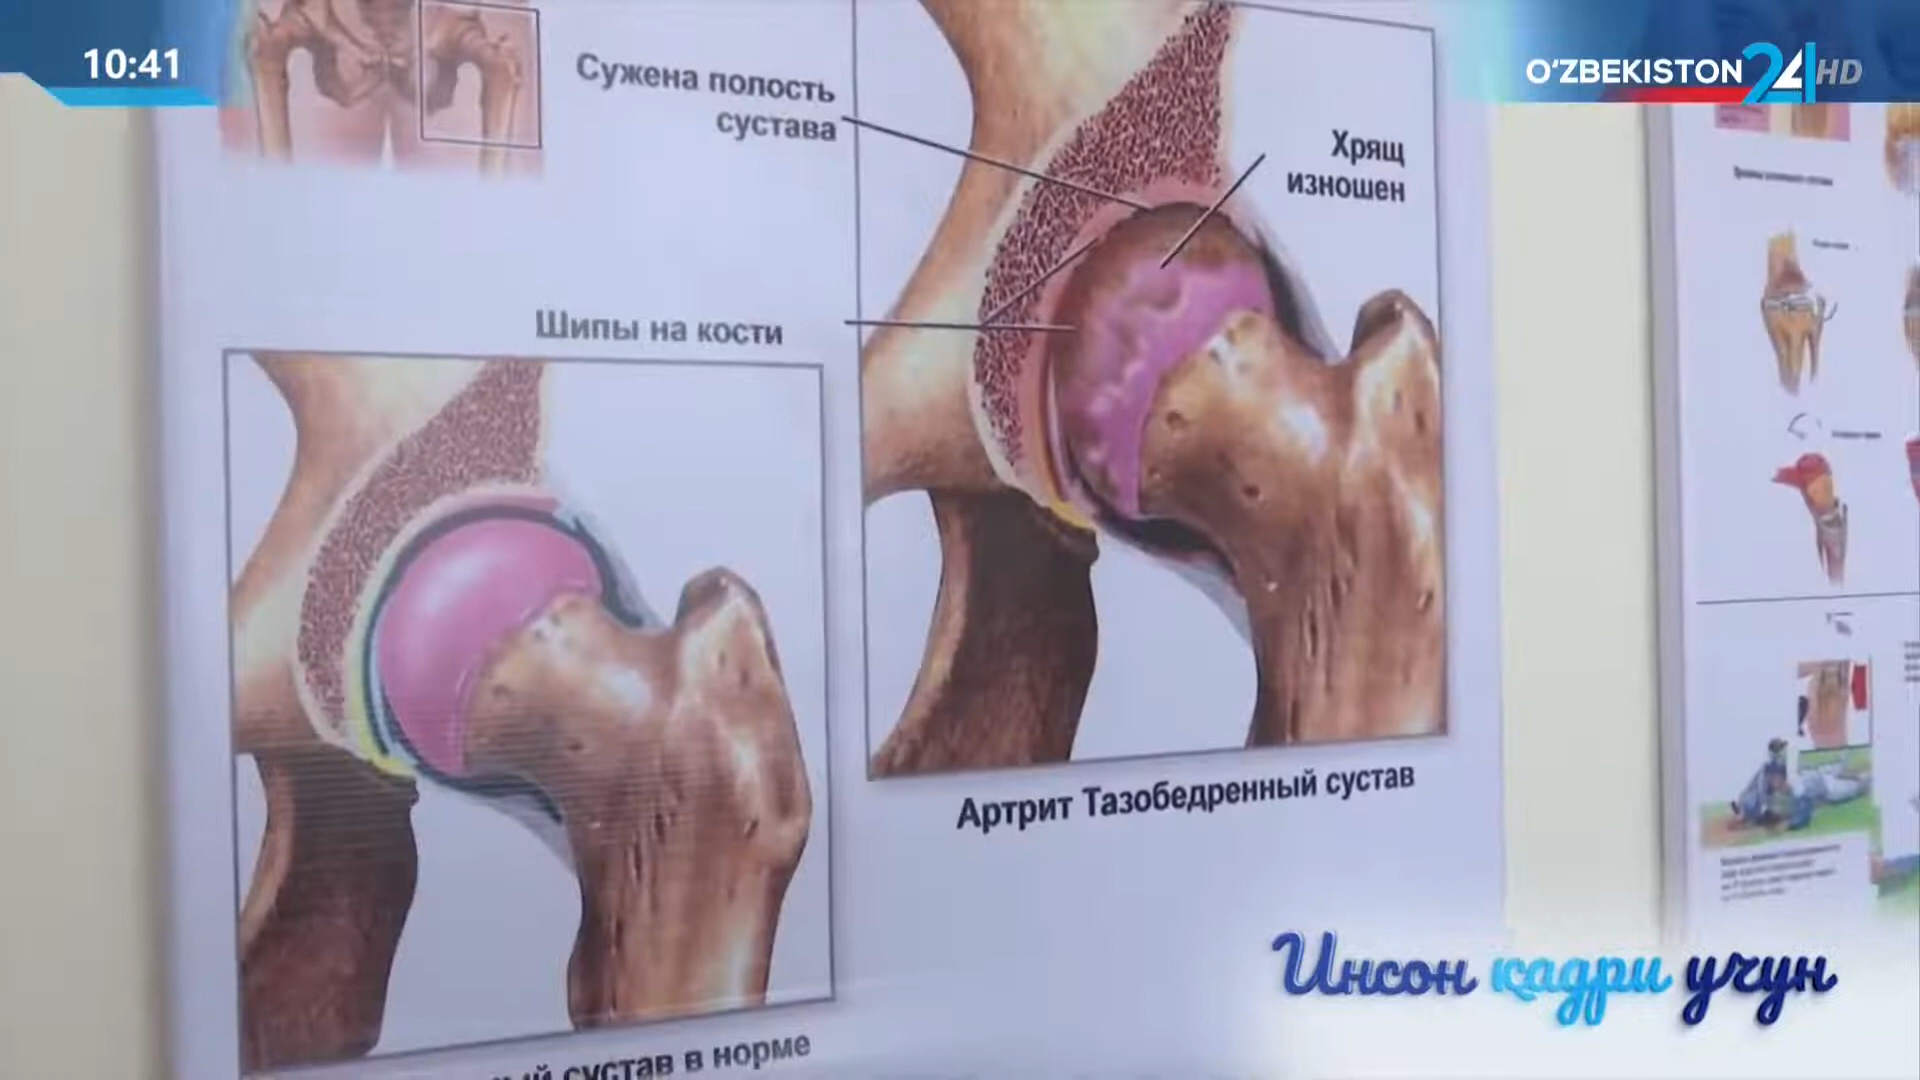 10:41
O‘ZBEKISTON 24 HD
Сужена полость
сустава
Хрящ
изношен
Шипы на кости
Артрит Тазобедренный сустав
сустав в норме
Инсон қадри учун